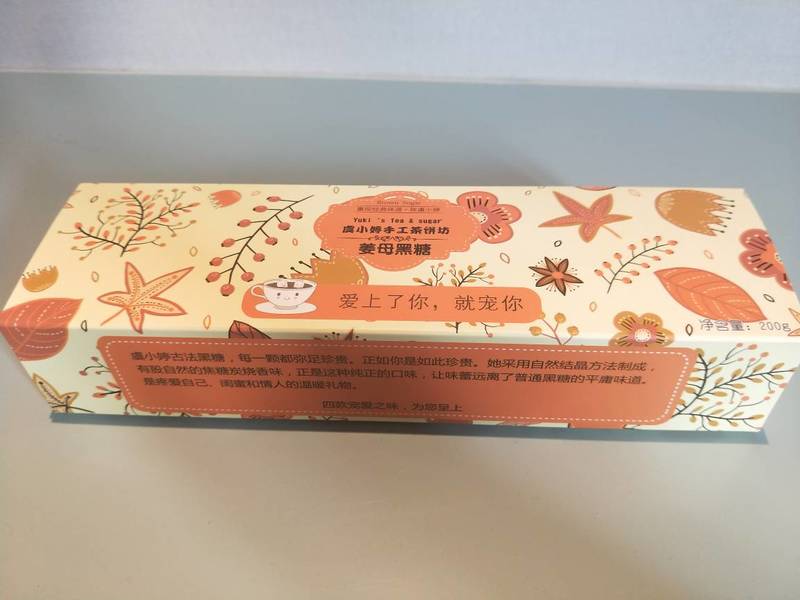 Brown Sugar
Yuki 's Tea & sugar
虞小婷手工茶饼坊
姜母黑糖
爱上了你，就宠你
净含量：200g
虞小婷古法黑糖，每一颗都弥足珍贵。正如你是如此珍贵。她采用自然结晶方法制成，
有股自然的焦糖炭烧香味，正是这种纯正的口味，让味蕾远离了普通黑糖的平庸味道。
是疼爱自己、闺蜜和情人的温暖礼物。
四款宠爱之味，为您呈上